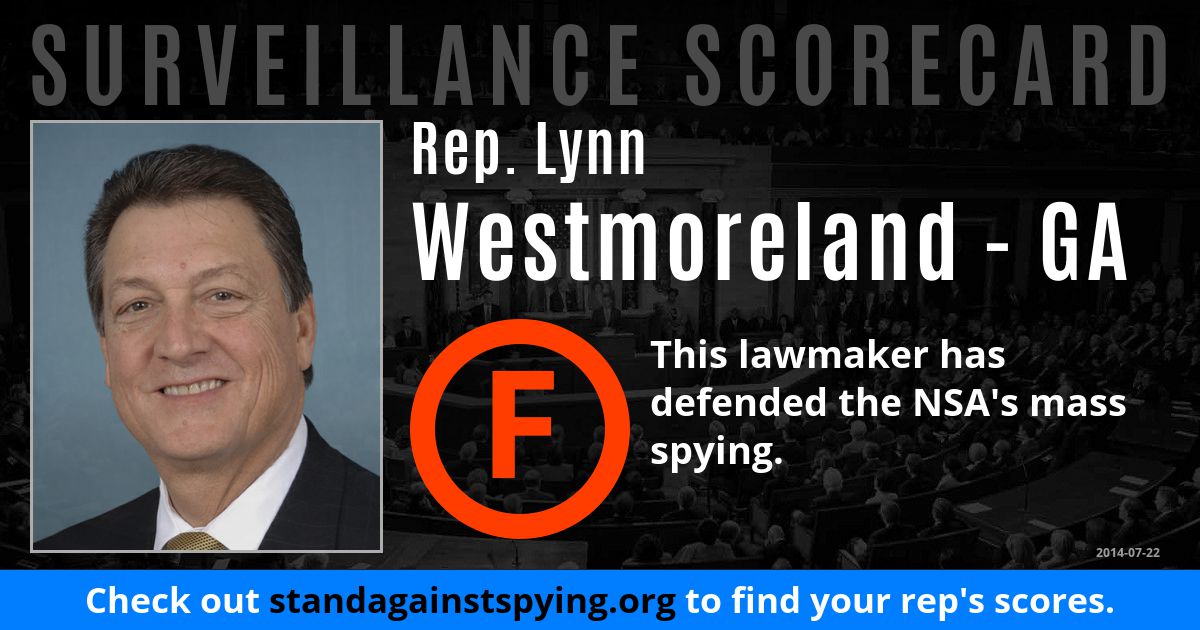 SURVEILLANCE SCORECARD
Rep. Lynn
Westmoreland - GA
F
This lawmaker has
defended the NSA's mass
spying.
2014-07-22
Check out standagainstspying.org to find your rep's scores.